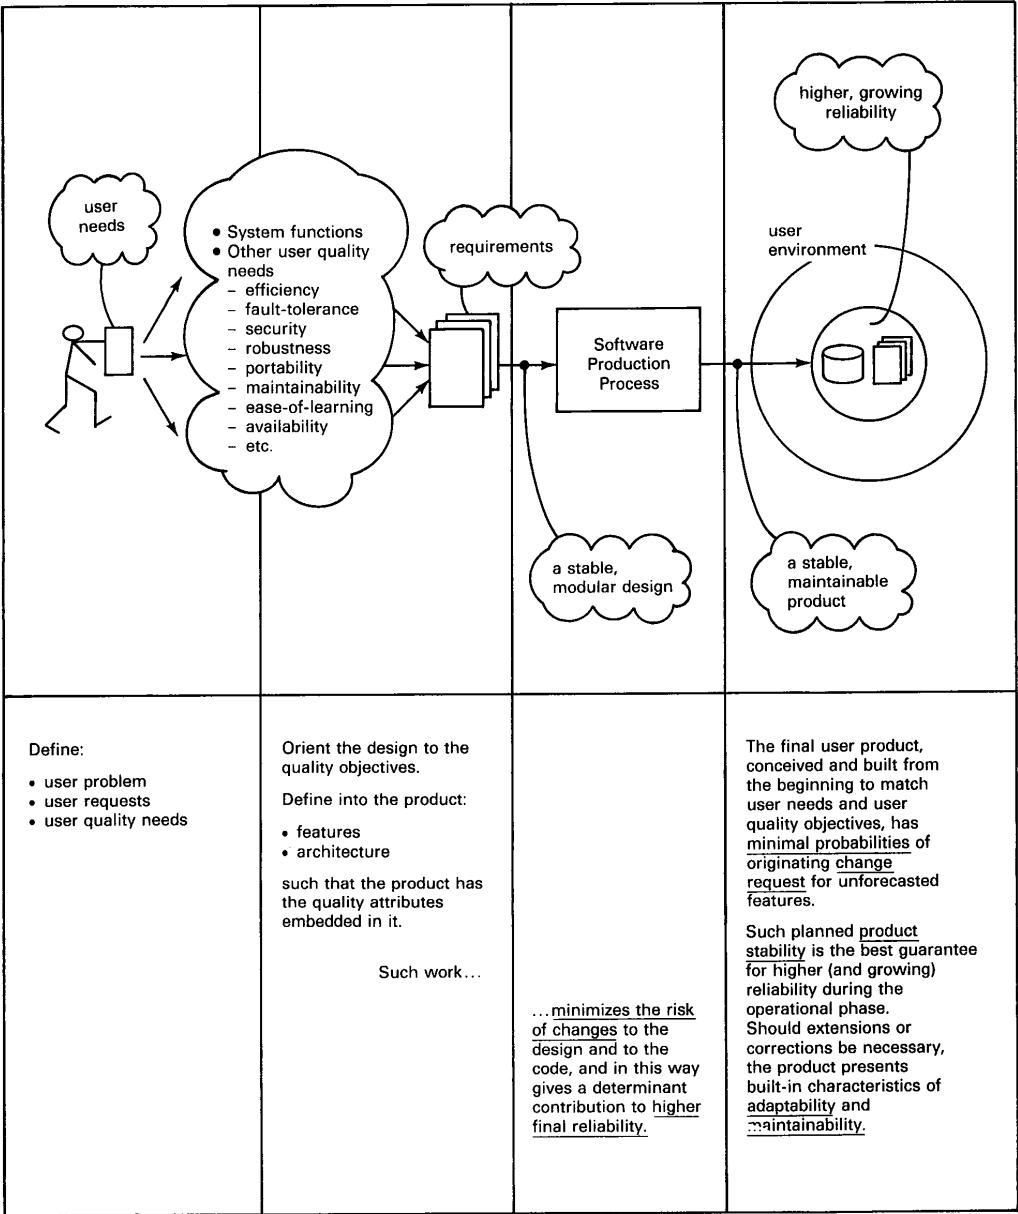 user
needs
● System functions
● Other user quality
needs
– efficiency
– fault-tolerance
– security
– robustness
– portability
– maintainability
– ease-of-learning
– availability
– etc.
requirements
Software
Production
Process
a stable,
modular design
higher, growing
reliability
user
environment
a stable,
maintainable
product
Define:
• user problem
• user requests
• user quality needs
Orient the design to the
quality objectives.
Define into the product:
• features
• architecture
such that the product has
the quality attributes
embedded in it.
Such work...
...minimizes the risk
of changes to the
design and to the
code, and in this way
gives a determinant
contribution to higher
final reliability.
The final user product,
conceived and built from
the beginning to match
user needs and user
quality objectives, has
minimal probabilities of
originating change
request for unforecasted
features.
Such planned product
stability is the best guarantee
for higher (and growing)
reliability during the
operational phase.
Should extensions or
corrections be necessary,
the product presents
built-in characteristics of
adaptability and
maintainability.